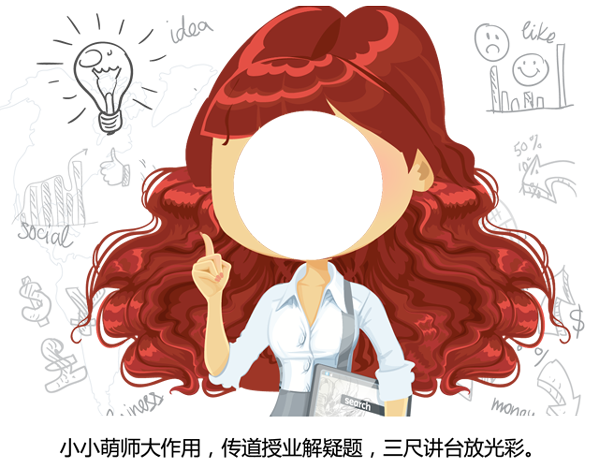 idea
like
50%
10%
social
$
search
$
%
business
money
小小萌师大作用，传道授业解疑题，三尺讲台放光彩。